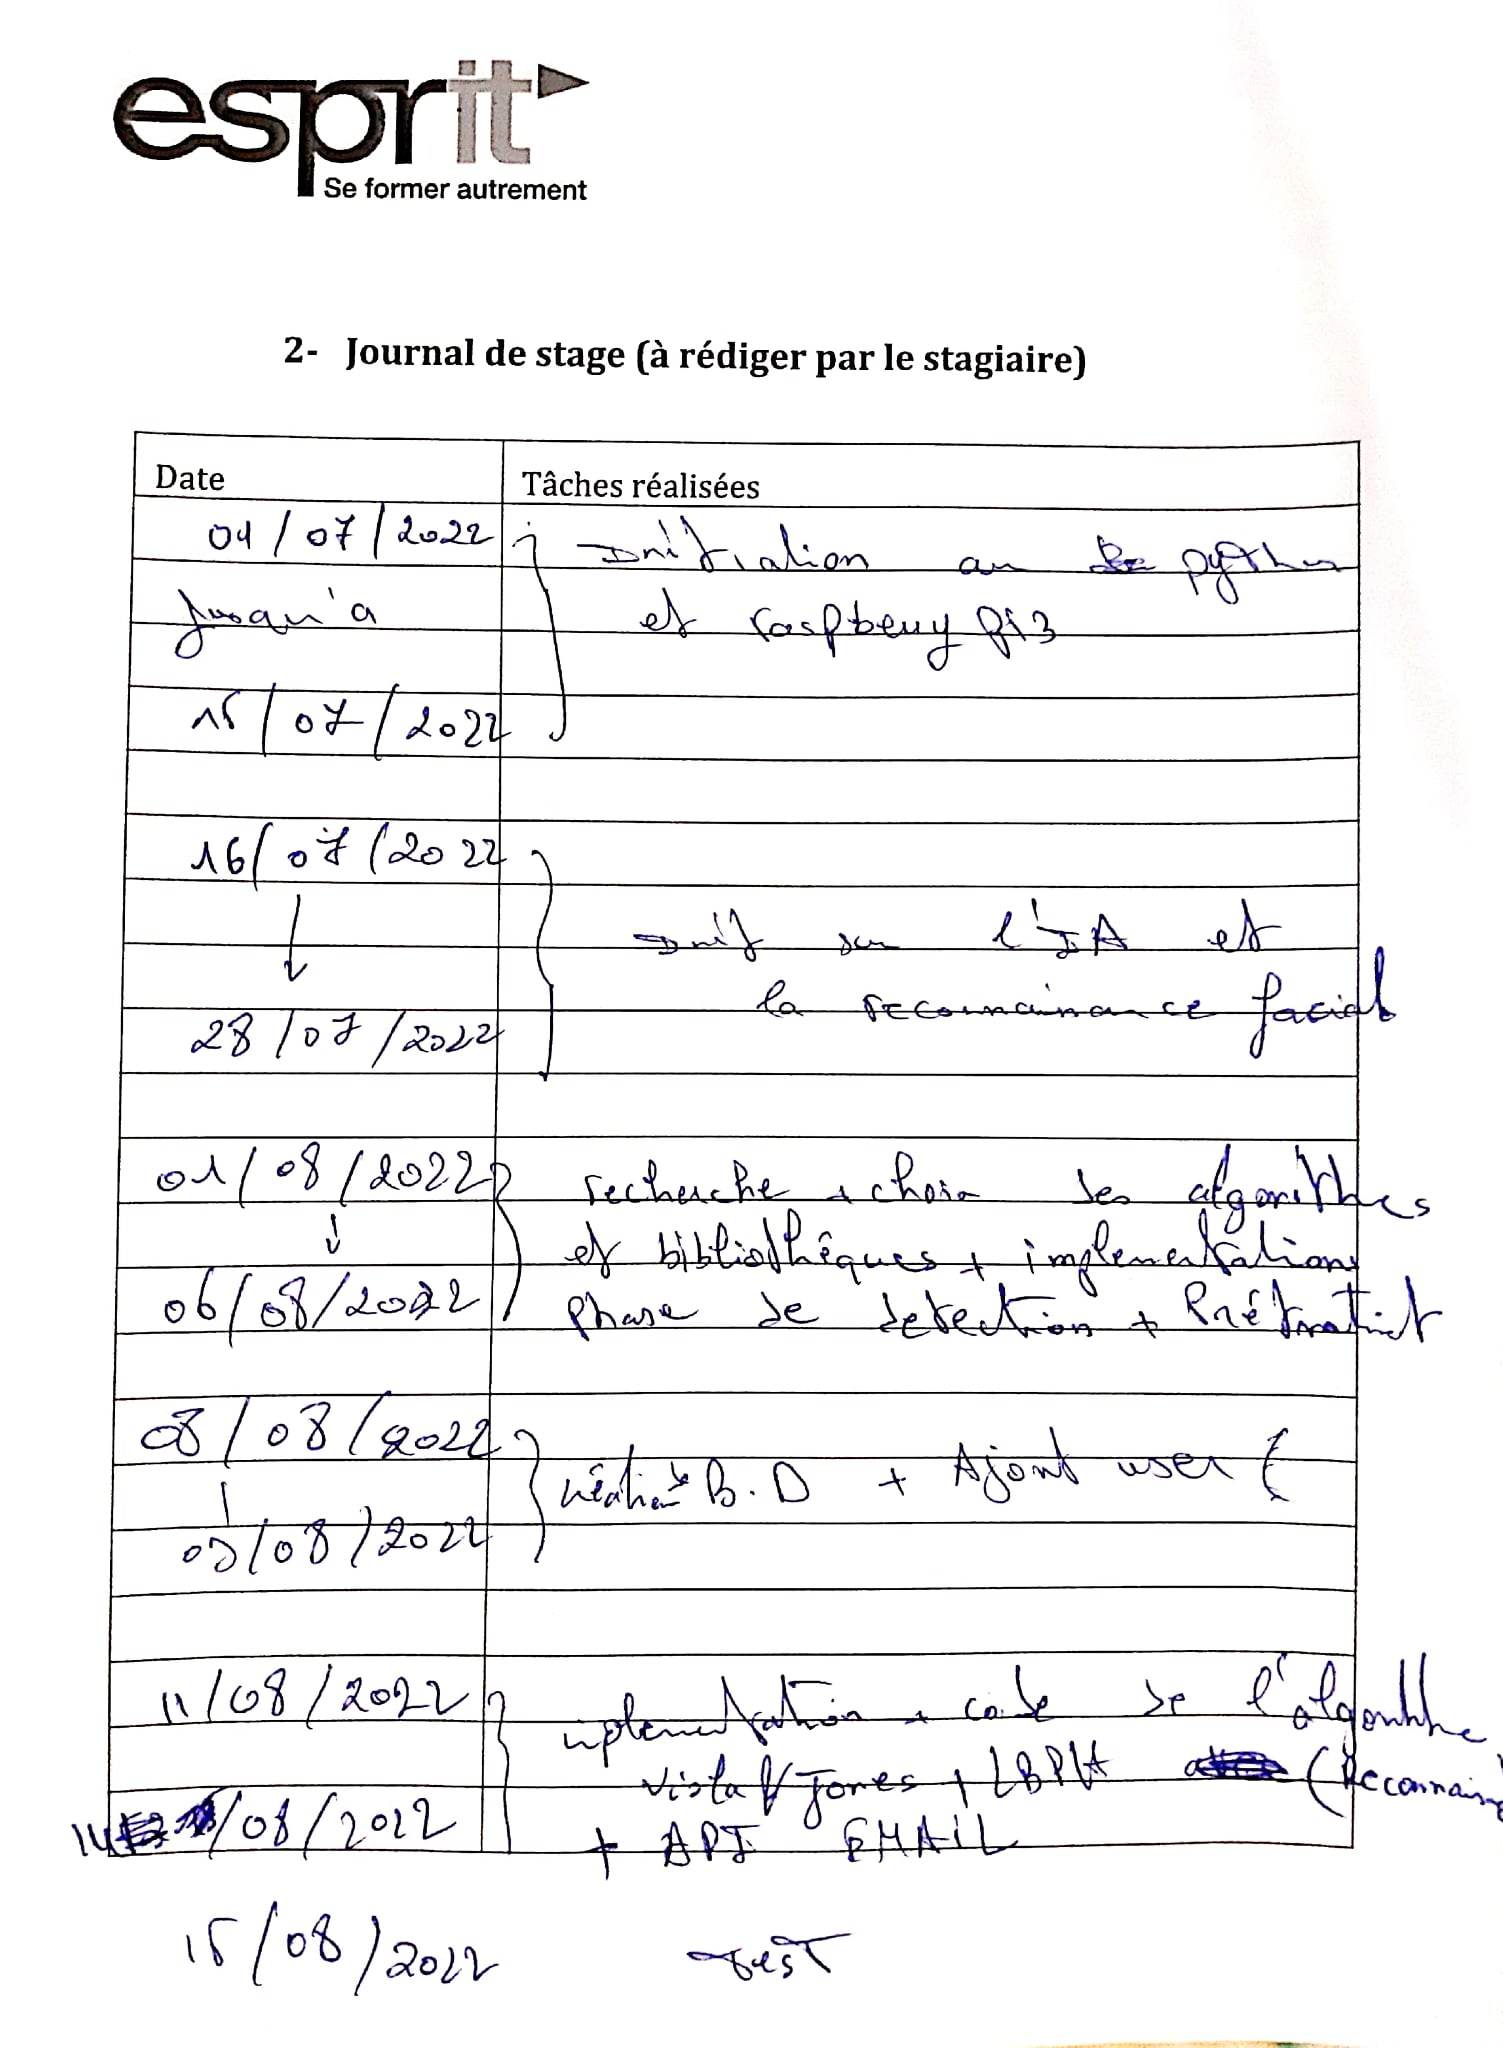 esprit
Se former autrement
2- Journal de stage (à rédiger par le stagiaire)
Date Tâches réalisées
04/07/2022 Initiation au python
jusqu'a et raspberry Pi3
15/07/2022
16/07/2022
Init sur l'IA et
la reconnainance facial
28/07/2022
01/08/2022 recherche + choix des algorithmes
et bibliothêques + implementation
06/08/2022 phase de detection +
08/08/2022
B.D + Ajout user
09/08/2022
11/08/2022 implementation + code de l'algorithme
Viola Jones + LBPH (Reconnaiss
14 /08/2022 + API EMAIL
15/08/2022 test